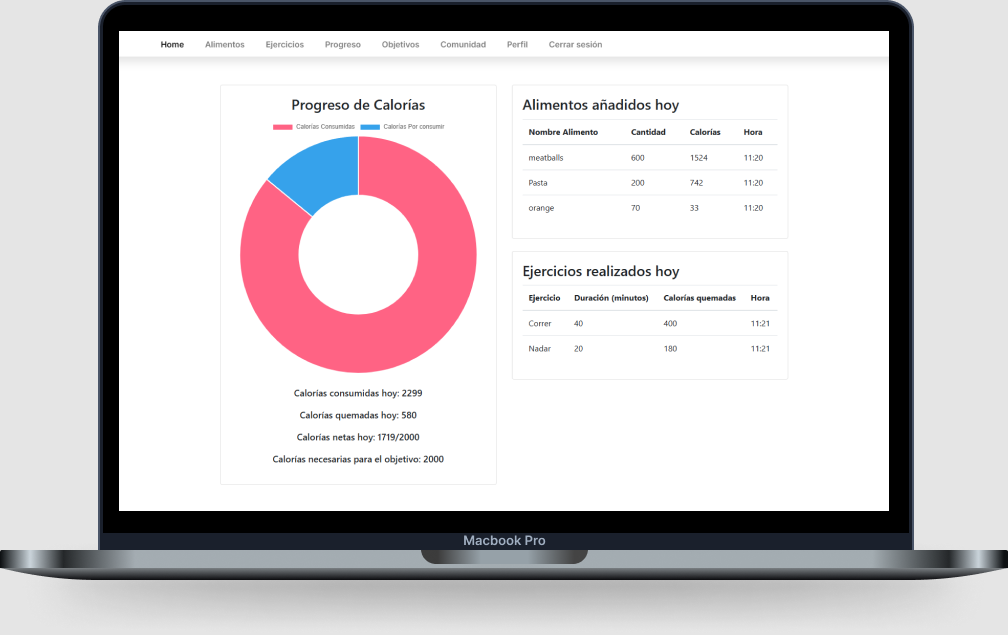 Home Alimentos Ejercicios Progreso Objetivos Comunidad Perfil Cerrar sesión
Progreso de Calorías
Calorías Consumidas Calorías Por consumir
Calorías consumidas hoy: 2299
Calorías quemadas hoy: 580
Calorías netas hoy: 1719/2000
Calorías necesarias para el objetivo: 2000
Alimentos añadidos hoy
Nombre Alimento Cantidad Calorías Hora
meatballs 600 1524 11:20
Pasta 200 742 11:20
orange 70 33 11:20
Ejercicios realizados hoy
Ejercicio Duración (minutos) Calorías quemadas Hora
Correr 40 400 11:21
Nadar 20 180 11:21
Macbook Pro